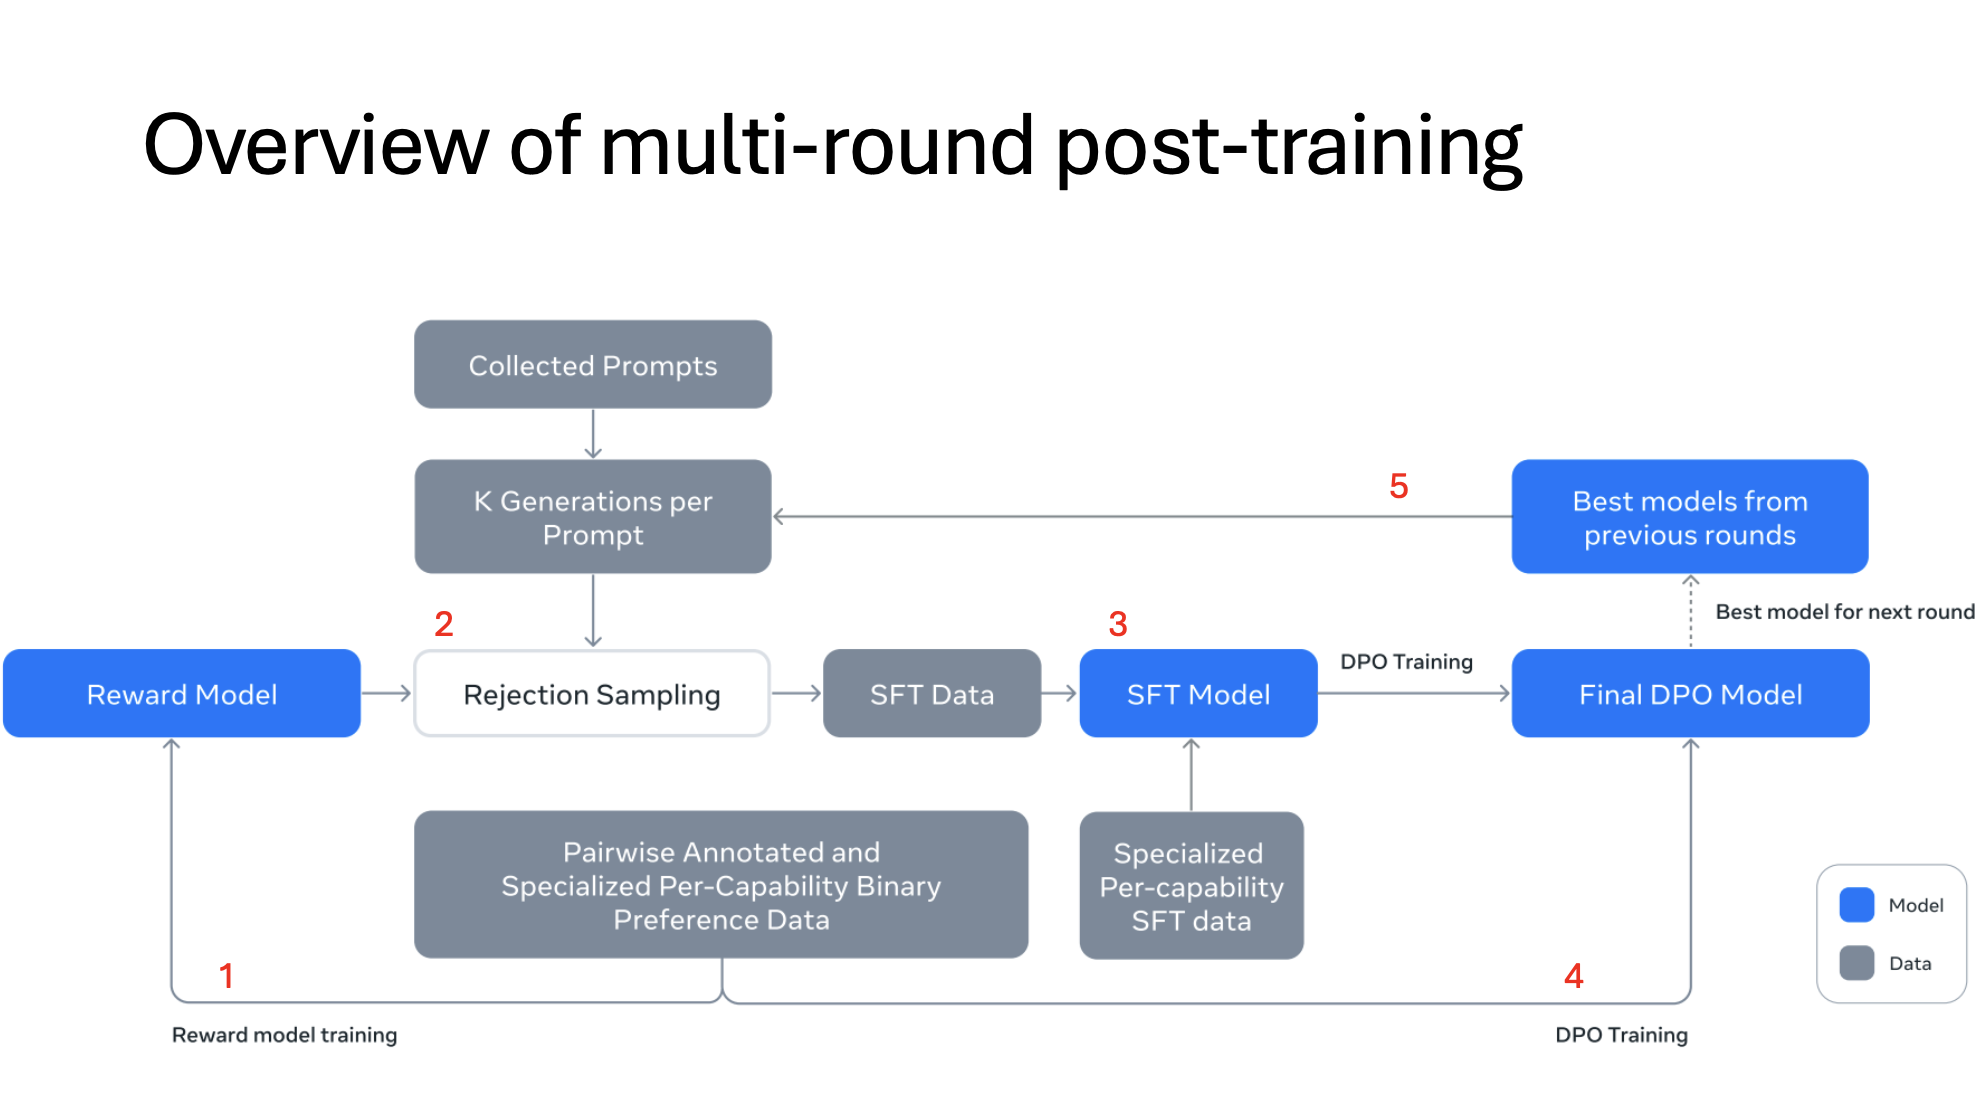 Overview of multi-round post-training
Collected Prompts
K Generations per
Prompt
5
Best models from
previous rounds
Best model for next round
2
3
Reward Model
Rejection Sampling
SFT Data
SFT Model
DPO Training
Final DPO Model
Pairwise Annotated and
Specialized Per-Capability Binary
Preference Data
Specialized
Per-capability
SFT data
Model
Data
1
4
Reward model training
DPO Training